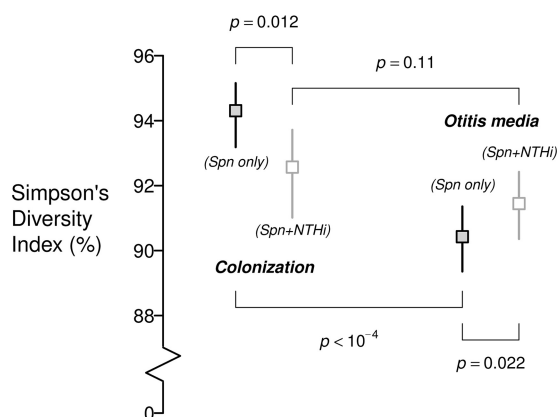 p = 0.012
p = 0.11
96
94
92
90
88
0
Simpson's
Diversity
Index (%)
Otitis media
(Spn only)
(Spn+NTHi)
(Spn only)
(Spn+NTHi)
Colonization
p < 10⁻⁴
p = 0.022